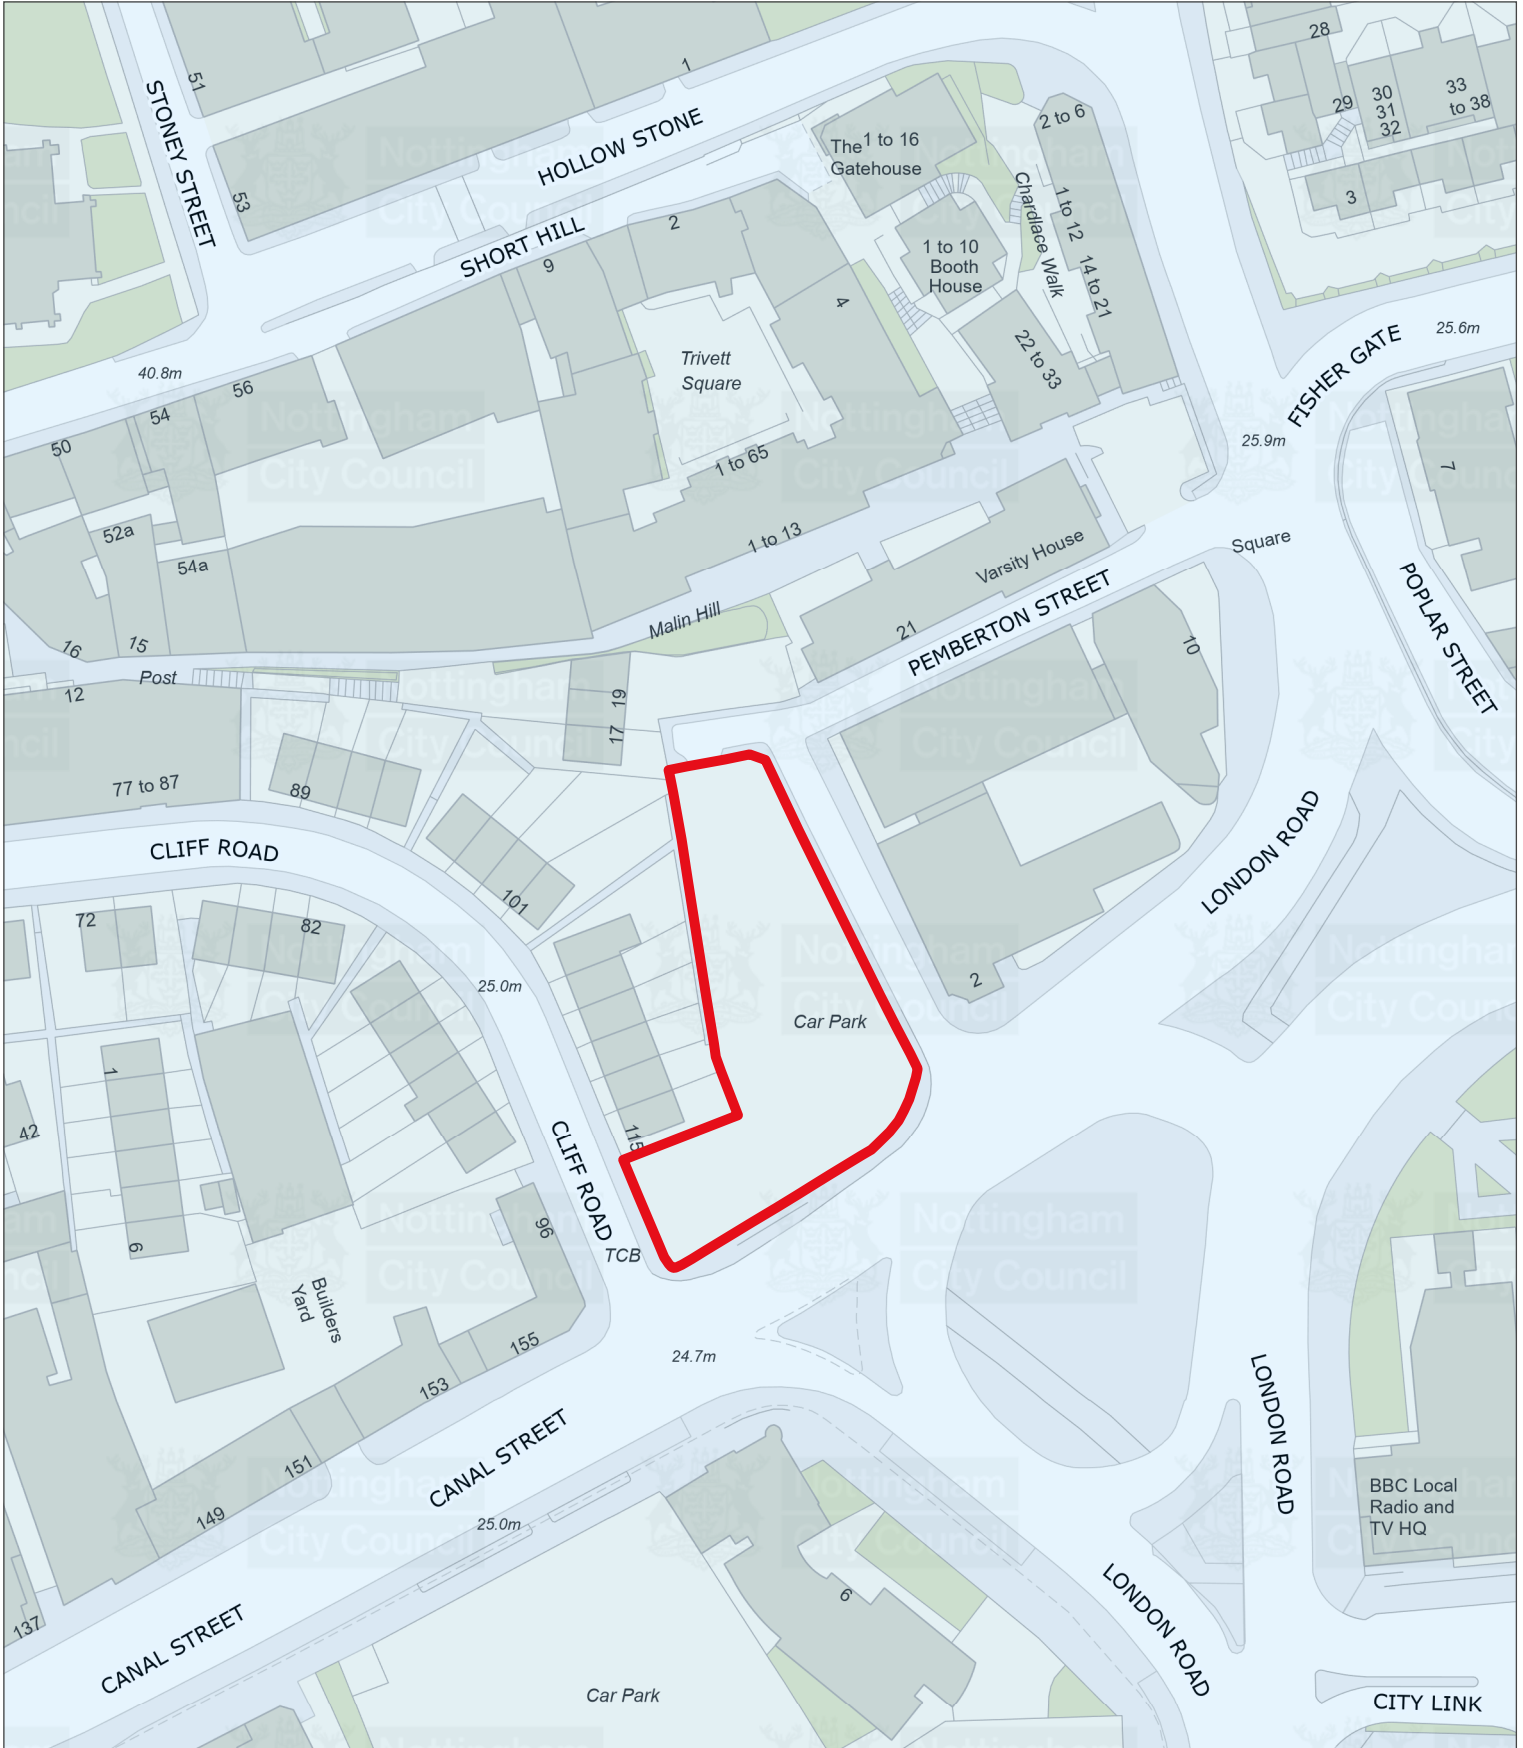 28
51
1
STONEY STREET
29
30
31
32
33
to 38
HOLLOW STONE
2 to 6
The
1 to 16
Gatehouse
53
3
SHORT HILL
2
Chardlace Walk
1 to 12
1 to 10
Booth
House
9
14 to 21
4
25.6m
FISHER GATE
40.8m
Trivett
Square
22 to 33
56
54
50
25.9m
1 to 65
7
52a
1 to 13
54a
Varsity House
Square
PEMBERTON STREET
POPLAR STREET
Malin Hill
21
10
16
15
Post
12
19
17
77 to 87
89
CLIFF ROAD
LONDON ROAD
101
72
82
25.0m
2
Car Park
1
42
115
CLIFF ROAD
96
TCB
6
Builders
Yard
155
24.7m
153
LONDON ROAD
CANAL STREET
151
149
25.0m
BBC Local
Radio and
TV HQ
6
LONDON ROAD
137
CANAL STREET
Car Park
CITY LINK
Nottingham
City Council